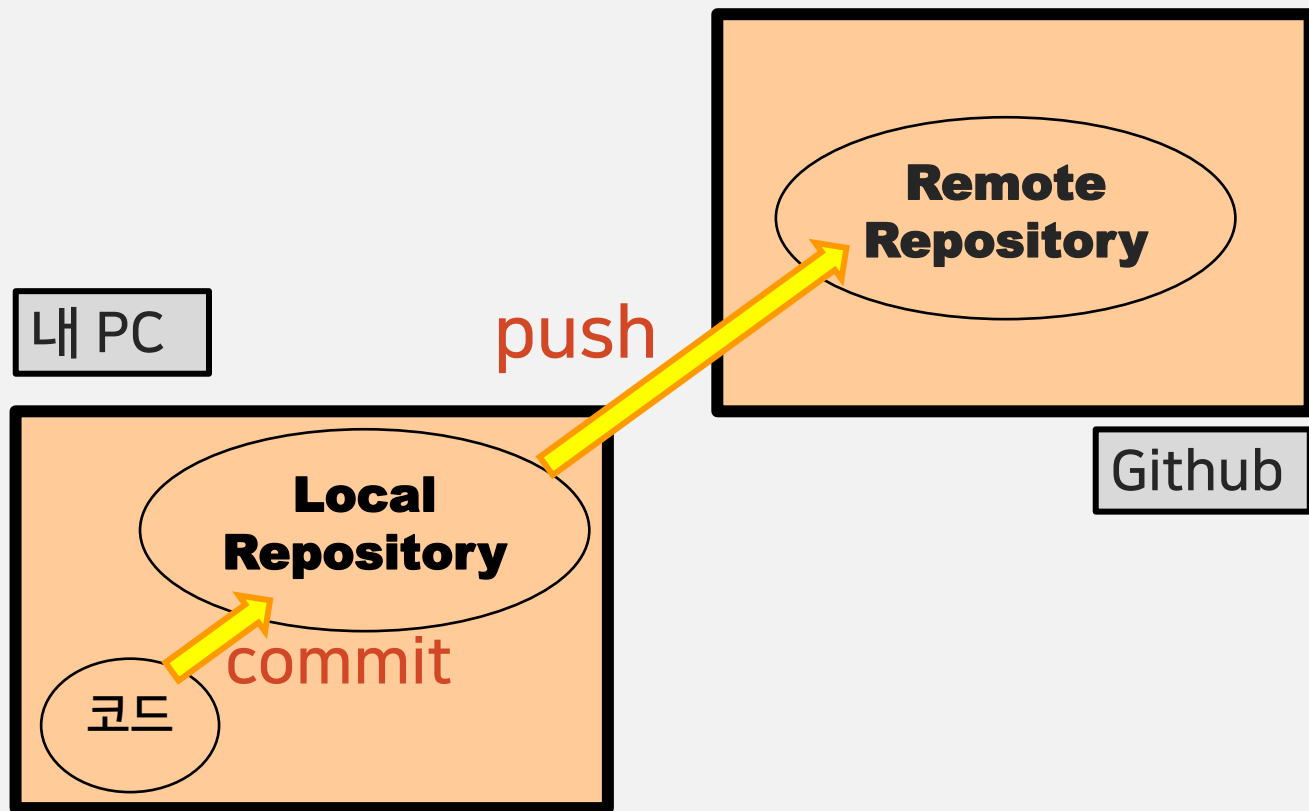 Remote
Repository
내 PC
push
Github
Local
Repository
commit
코드